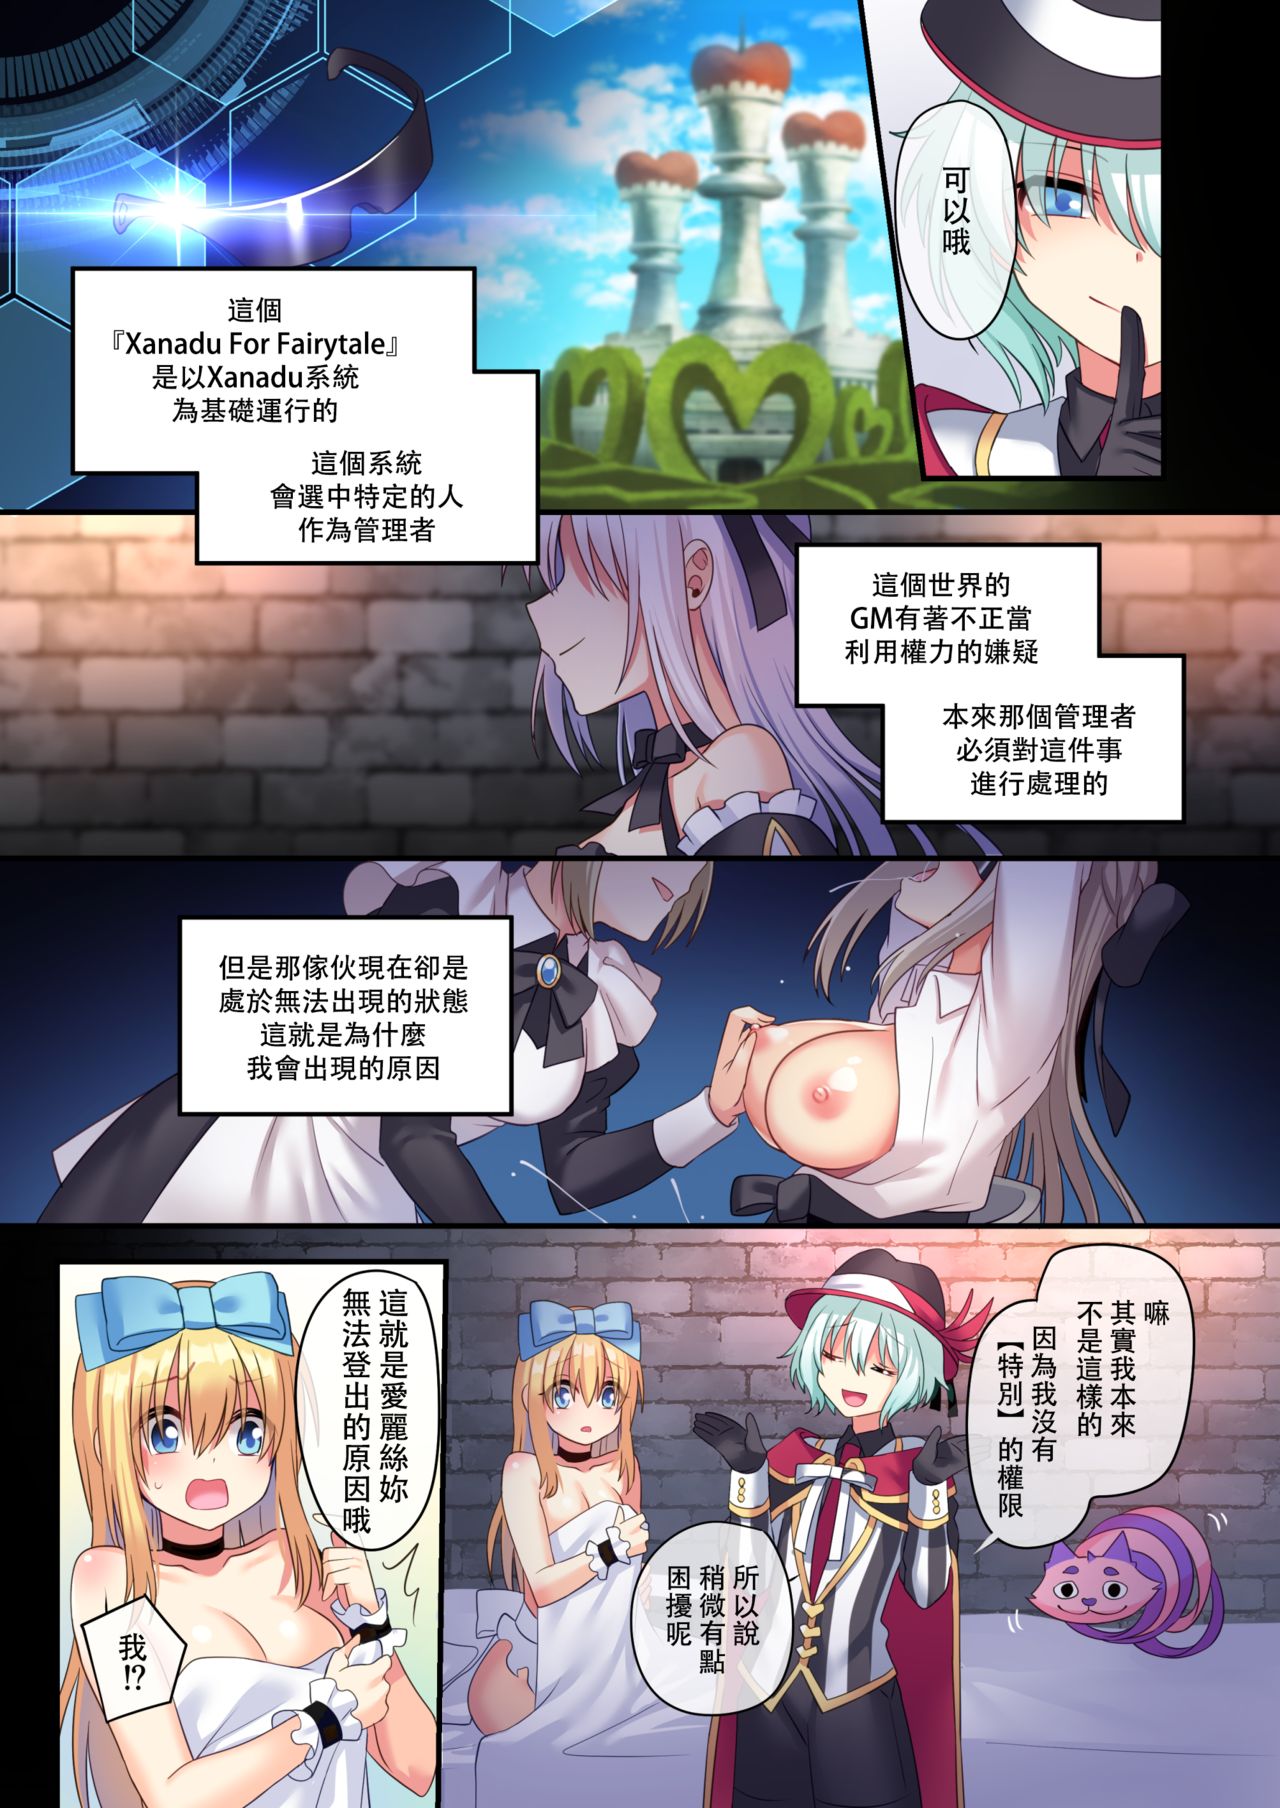 可以哦
這個
『Xanadu For Fairytale』
是以Xanadu系統
為基礎運行的
這個系統
會選中特定的人
作為管理者
這個世界的
GM有著不正當
利用權力的嫌疑
本來那個管理者
必須對這件事
進行處理的
但是那傢伙現在卻是
處於無法出現的狀態
這就是為什麼
我會出現的原因
嘛
其實我本來
不是這樣的
因為我沒有
【特別】的權限
所以說
稍微有點
困擾呢
這就是愛麗絲妳
無法登出的原因哦
我!?